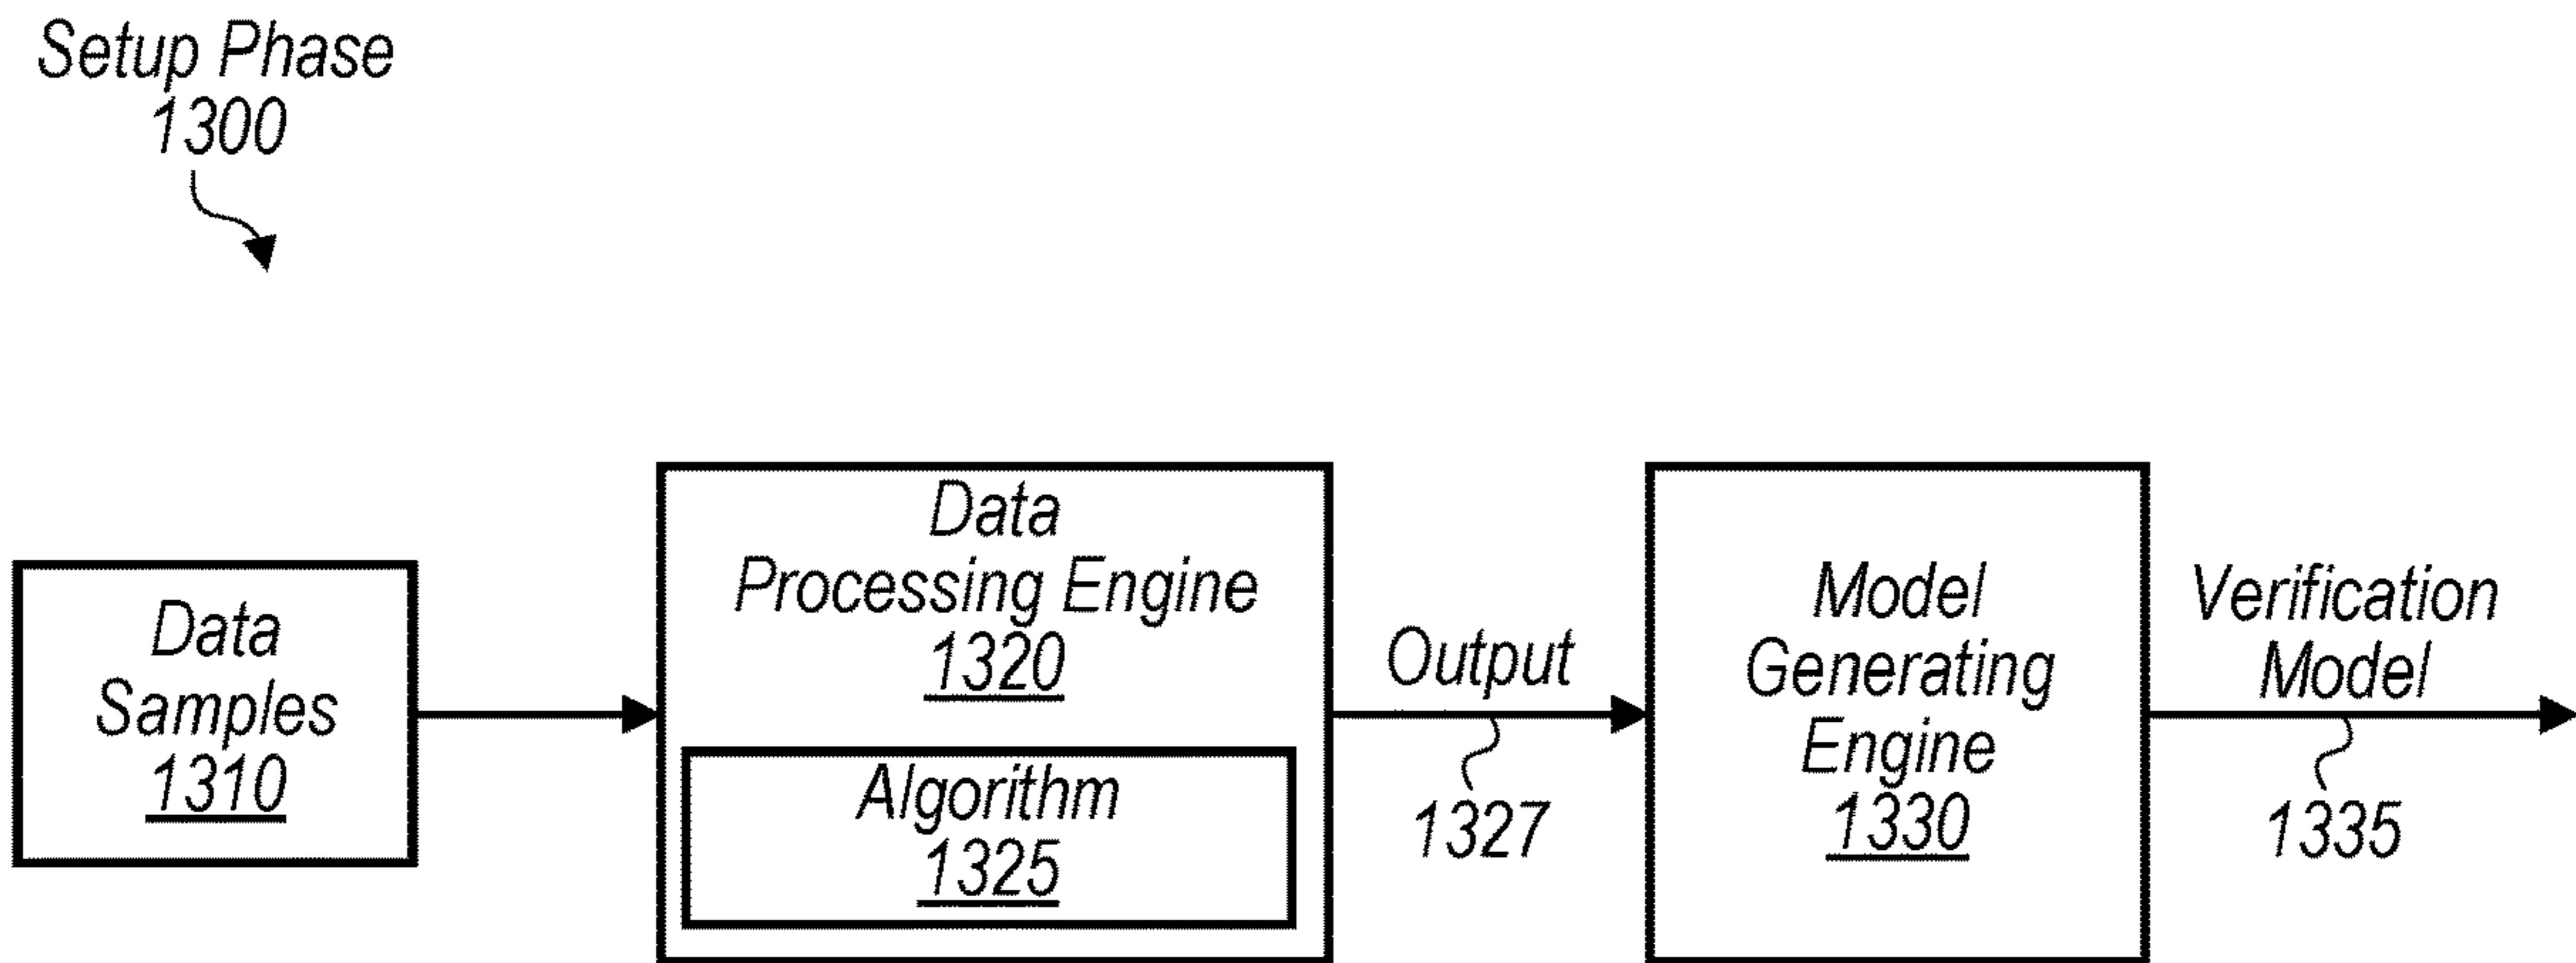 Setup Phase
1300
Data
Samples
1310
Data
Processing Engine
1320
Algorithm
1325
Output
1327
Model
Generating
Engine
1330
Verification
Model
1335